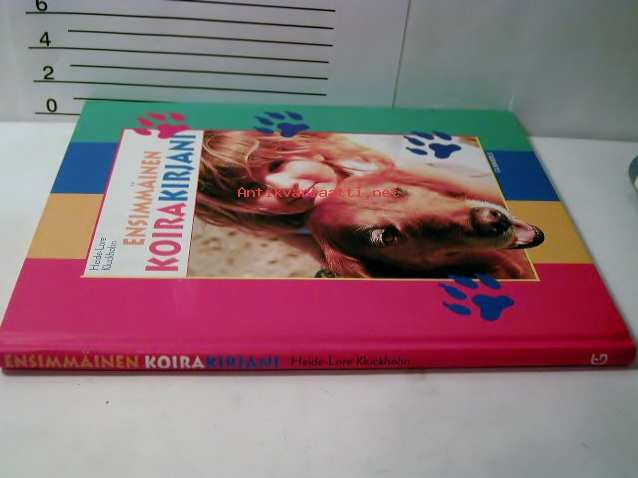 6
4
2
0
Heide-Lore
Kluckhohn
ENSIMMÄINEN
KOIRAKIRJANI
Antikvariaatti.net
ENSIMMÄINEN KOIRAKIRJANI Heide-Lore Kluckhohn G